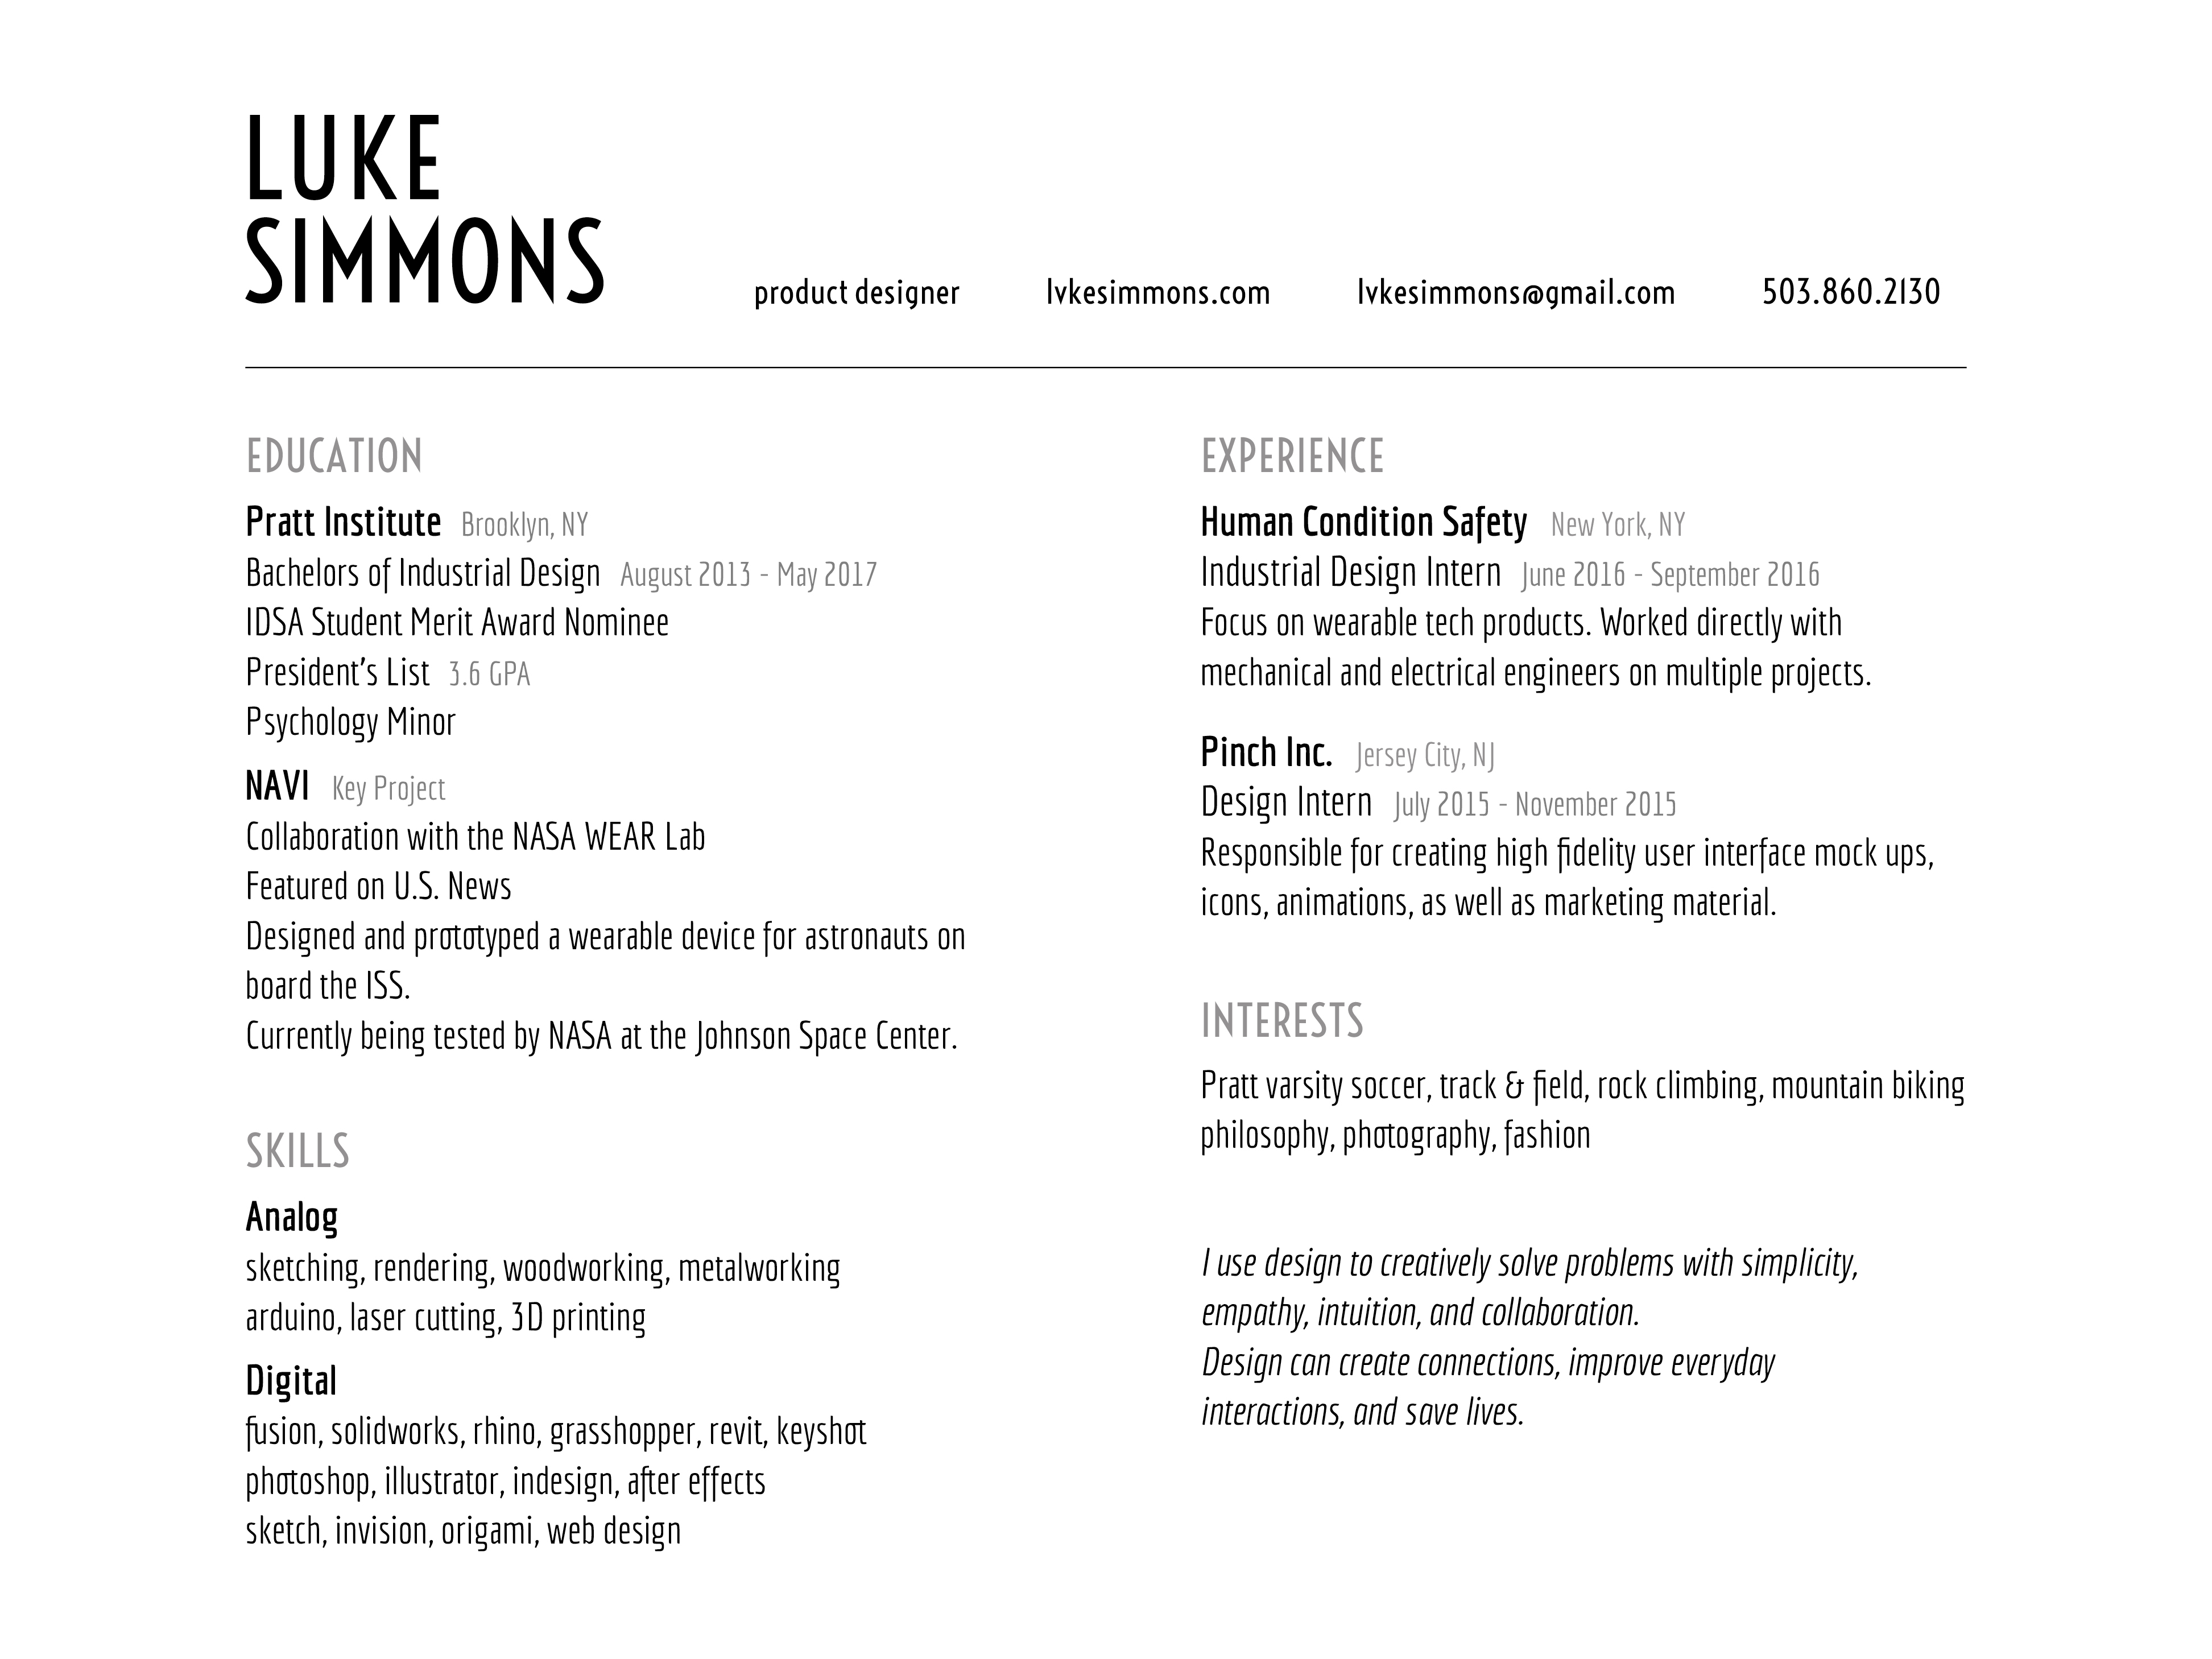 LUKE
SIMMONS
product designer lvkesimmons.com lvkesimmons@gmail.com 503.860.2130
EDUCATION
Pratt Institute Brooklyn, NY
Bachelors of Industrial Design August 2013 - May 2017
IDSA Student Merit Award Nominee
President's List 3.6 GPA
Psychology Minor
NAVI Key Project
Collaboration with the NASA WEAR Lab
Featured on U.S. News
Designed and prototyped a wearable device for astronauts on
board the ISS.
Currently being tested by NASA at the Johnson Space Center.
SKILLS
Analog
sketching, rendering, woodworking, metalworking
arduino, laser cutting, 3D printing
Digital
fusion, solidworks, rhino, grasshopper, revit, keyshot
photoshop, illustrator, indesign, after effects
sketch, invision, origami, web design
EXPERIENCE
Human Condition Safety New York, NY
Industrial Design Intern June 2016 - September 2016
Focus on wearable tech products. Worked directly with
mechanical and electrical engineers on multiple projects.
Pinch Inc. Jersey City, NJ
Design Intern July 2015 - November 2015
Responsible for creating high fidelity user interface mock ups,
icons, animations, as well as marketing material.
INTERESTS
Pratt varsity soccer, track & field, rock climbing, mountain biking
philosophy, photography, fashion
I use design to creatively solve problems with simplicity,
empathy, intuition, and collaboration.
Design can create connections, improve everyday
interactions, and save lives.